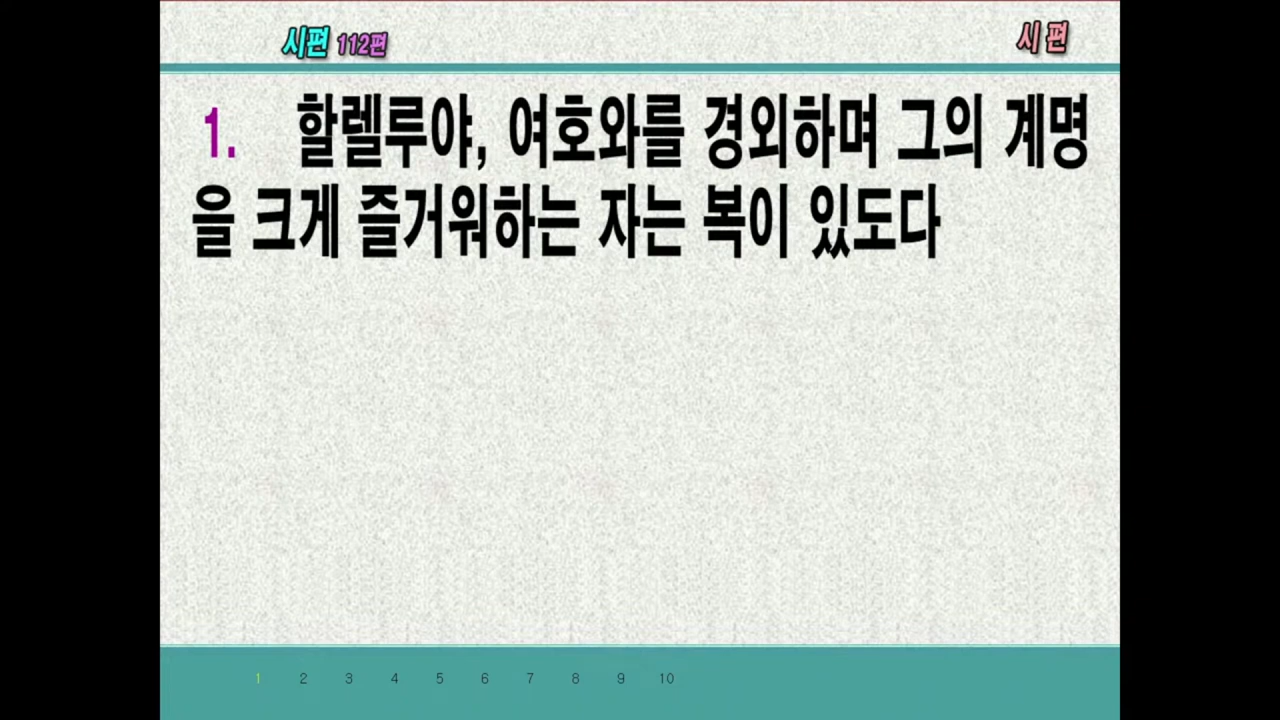 시편 112편
시편
1. 할렐루야, 여호와를 경외하며 그의 계명
을 크게 즐거워하는 자는 복이 있도다
1 2 3 4 5 6 7 8 9 10